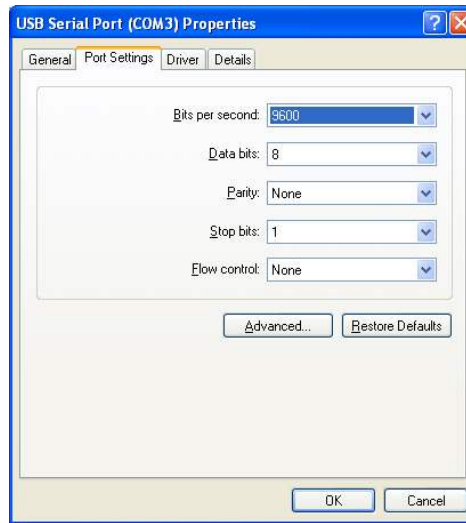 USB Serial Port (COM3) Properties
General Port Settings Driver Details
Bits per second: 9600
Data bits: 8
Parity: None
Stop bits: 1
Flow control: None
Advanced... Restore Defaults
OK Cancel